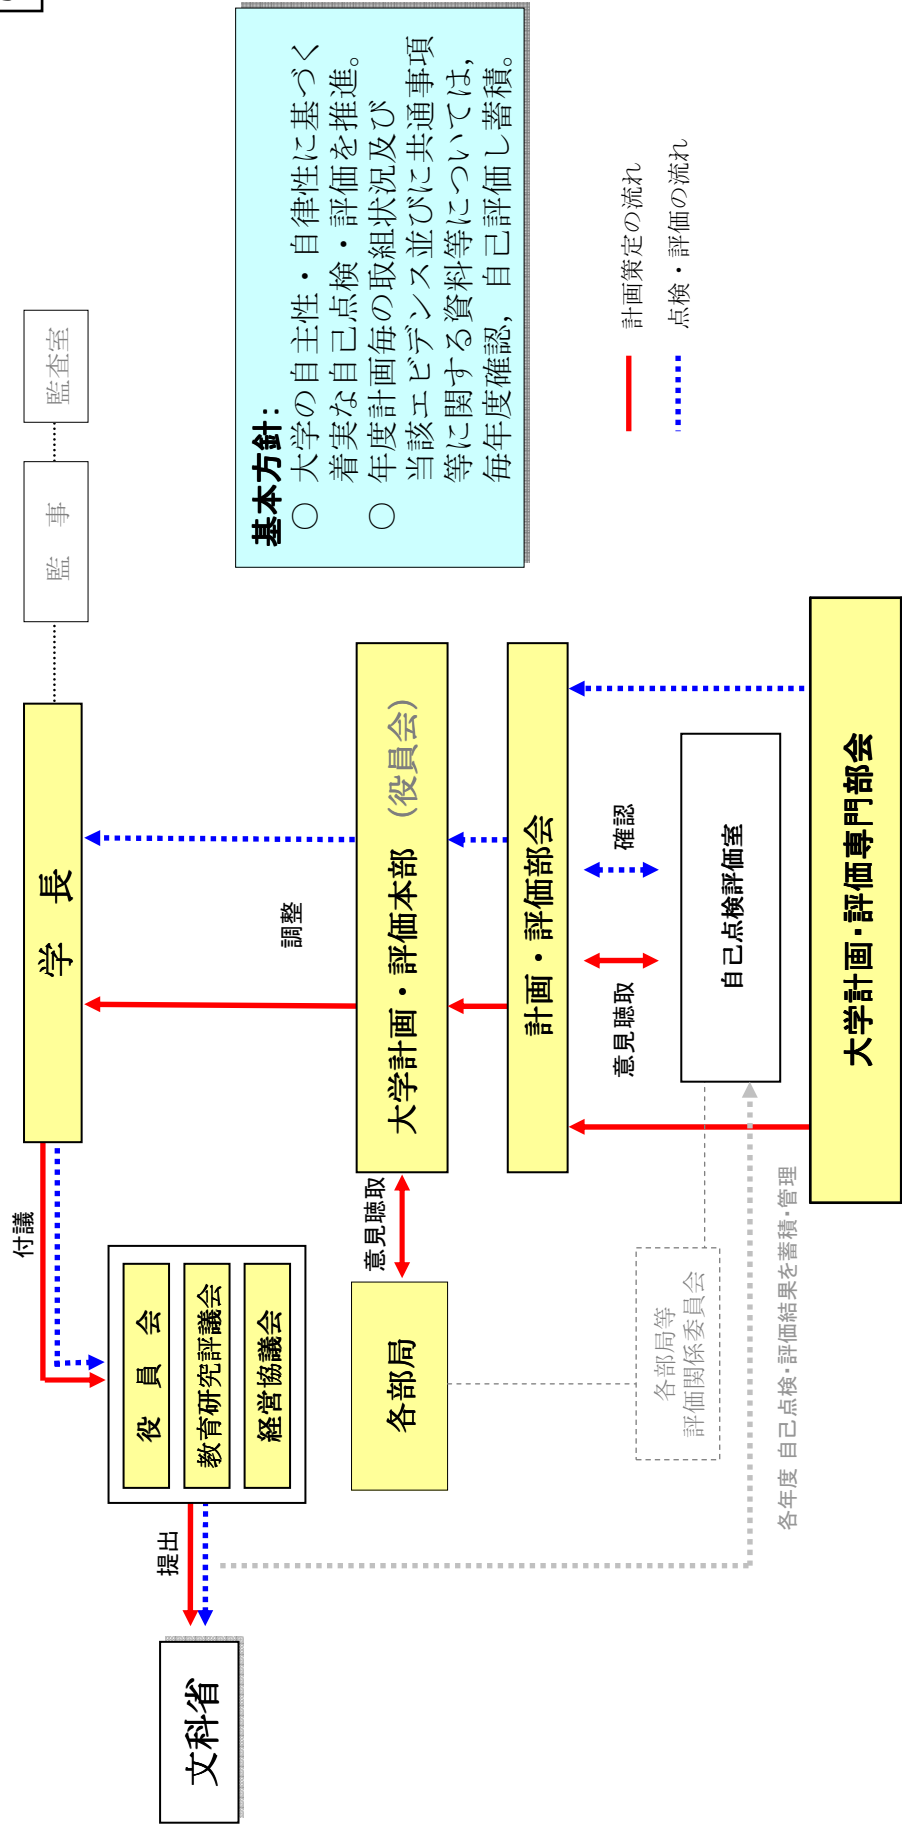 監査室
監　事
学　長
付議
役　員　会
教育研究評議会
経営協議会
提出
文科省
調整
大学計画・評価本部　（役員会）
意見聴取
各部局
計画・評価部会
意見聴取
確認
自己点検評価室
各部局等
評価関係委員会
各年度 自己点検・評価結果を蓄積・管理
大学計画・評価専門部会
基本方針：
○　大学の自主性・自律性に基づく
着実な自己点検・評価を推進。
○　年度計画毎の取組状況及び
当該エビデンス並びに共通事項
等に関する資料等については，
毎年度確認，自己評価し蓄積。
計画策定の流れ
点検・評価の流れ